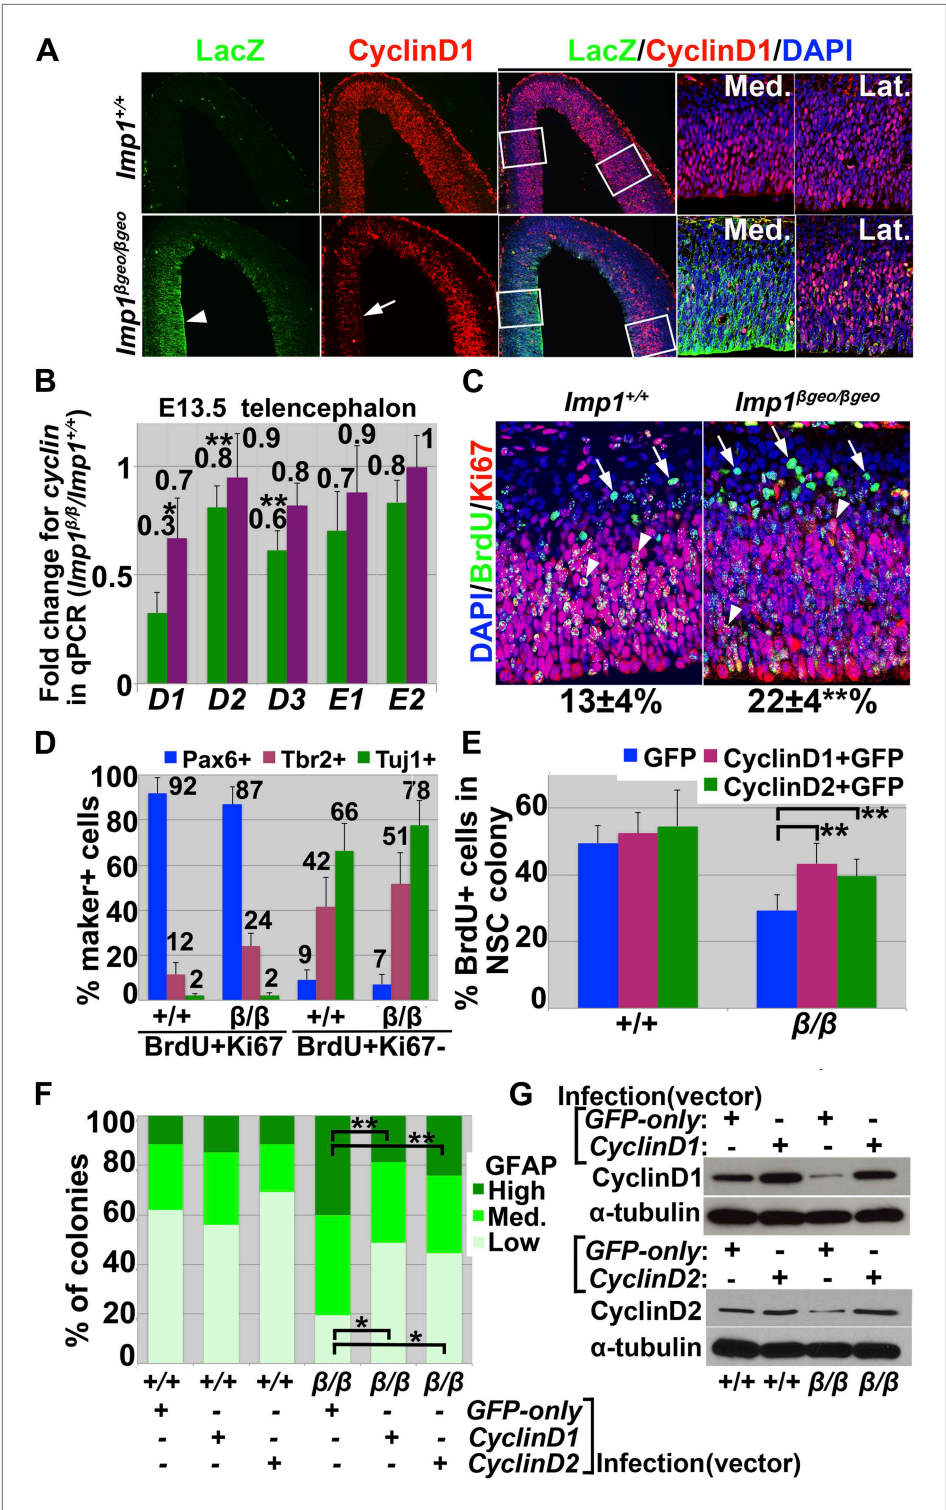 A
LacZ CyclinD1 LacZ/CyclinD1/DAPI
Imp1+/+
Med. Lat.
Imp1βgeo/βgeo
Med. Lat.
B
E13.5 telencephalon
Fold change for cyclin
in qPCR (Imp1β/β/Imp1+/+)
1
0.5
0
0.3 0.7 * 0.8 ** 0.9 0.6 ** 0.8 0.7 0.9 0.8 1
D1 D2 D3 E1 E2
C
Imp1+/+ Imp1βgeo/βgeo
DAPI/BrdU/Ki67
13±4% 22±4**%
D
Pax6+ Tbr2+ Tuj1+
% maker+ cells
100
80
60
40
20
0
92 12 2 87 24 2 9 42 66 7 51 78
+/+ β/β +/+ β/β
BrdU+Ki67 BrdU+Ki67-
E
GFP CyclinD1+GFP
CyclinD2+GFP
% BrdU+ cells in
NSC colony
60
40
20
0
** **
+/+ β/β
F
% of colonies
100
80
60
40
20
0
** **
* *
GFAP
High
Med.
Low
+/+ +/+ +/+ β/β β/β β/β
+ - - + - - GFP-only
- + - - + - CyclinD1
- - + - - + CyclinD2 Infection(vector)
G
Infection(vector)
GFP-only: + - + -
CyclinD1: - + - +
CyclinD1
α-tubulin
GFP-only: + - + -
CyclinD2: - + - +
CyclinD2
α-tubulin
+/+ +/+ β/β β/β